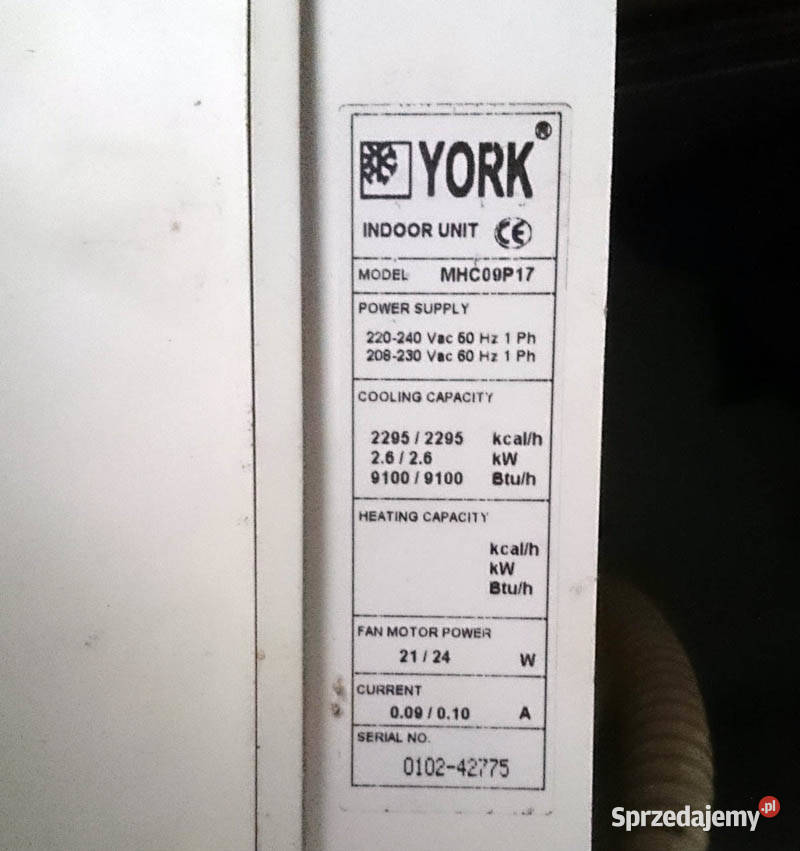 YORK®
INDOOR UNIT CE
MODEL MHC09P17
POWER SUPPLY
220-240 Vac 50 Hz 1 Ph
208-230 Vac 60 Hz 1 Ph
COOLING CAPACITY
2295 / 2295 kcal/h
2.6 / 2.6 kW
9100 / 9100 Btu/h
HEATING CAPACITY
kcal/h
kW
Btu/h
FAN MOTOR POWER
21 / 24 W
CURRENT
0.09 / 0.10 A
SERIAL NO.
0102-42775
Sprzedajemy.pl